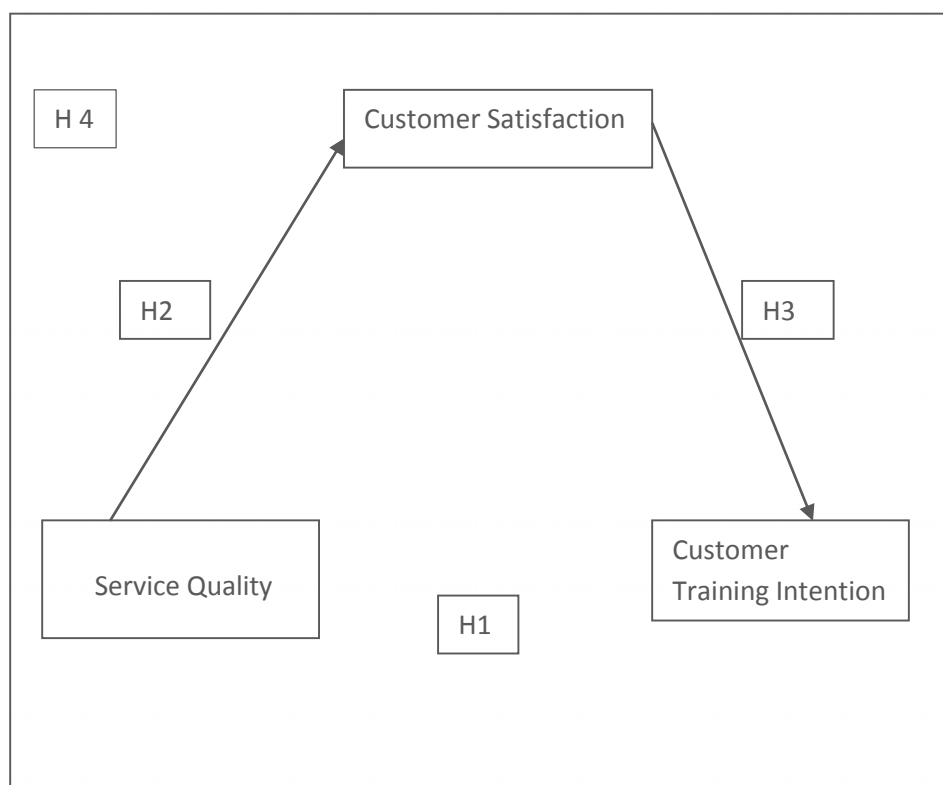 H 4
Customer Satisfaction
H2
H3
Service Quality
Customer
Training Intention
H1